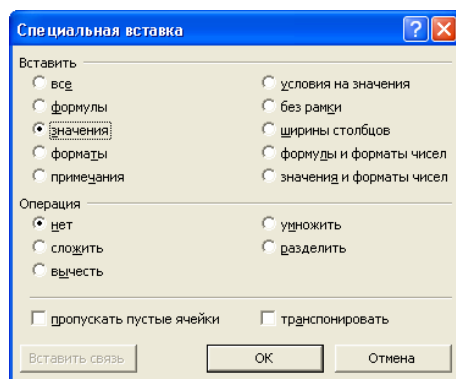 Специальная вставка
Вставить
все
условия на значения
формулы
без рамки
значения
ширины столбцов
форматы
формулы и форматы чисел
примечания
значения и форматы чисел
Операция
нет
умножить
сложить
разделить
вычесть
пропускать пустые ячейки
транспонировать
Вставить связь
ОК
Отмена